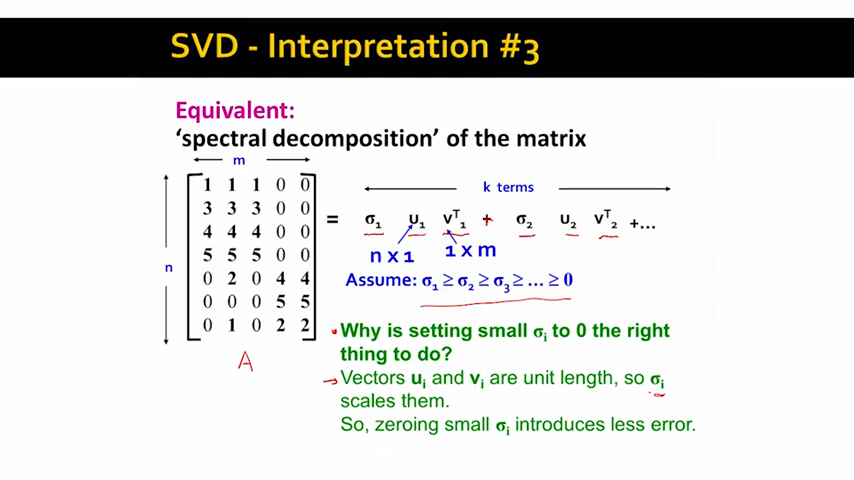 SVD - Interpretation #3
Equivalent:
'spectral decomposition' of the matrix
m
k terms
n
1 1 1 0 0
3 3 3 0 0
4 4 4 0 0
5 5 5 0 0
0 2 0 4 4
0 0 0 5 5
0 1 0 2 2
= σ₁ u₁ vᵀ₁ + σ₂ u₂ vᵀ₂ +...
n x 1 1 x m
Assume: σ₁ ≥ σ₂ ≥ σ₃ ≥ ... ≥ 0
A
Why is setting small σᵢ to 0 the right
thing to do?
Vectors uᵢ and vᵢ are unit length, so σᵢ
scales them.
So, zeroing small σᵢ introduces less error.